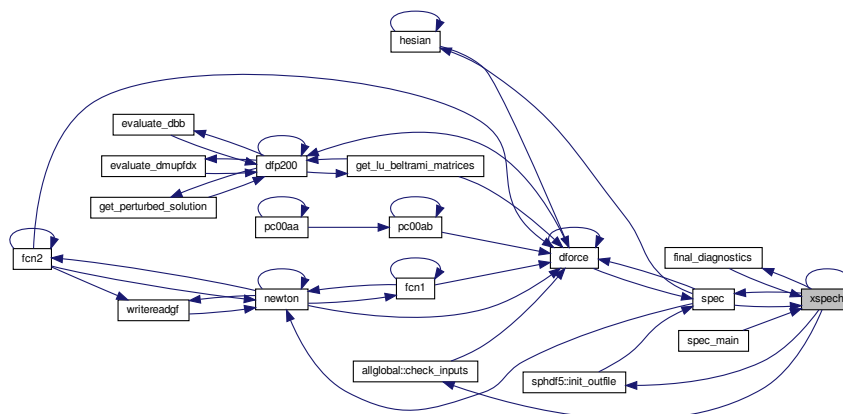 hesian
evaluate_dbb
evaluate_dmupfdx
dfp200
get_lu_beltrami_matrices
get_perturbed_solution
pc00aa
pc00ab
fcn2
dforce
final_diagnostics
newton
fcn1
spec
xspech
writereadgf
spec_main
allglobal::check_inputs
sphdf5::init_outfile